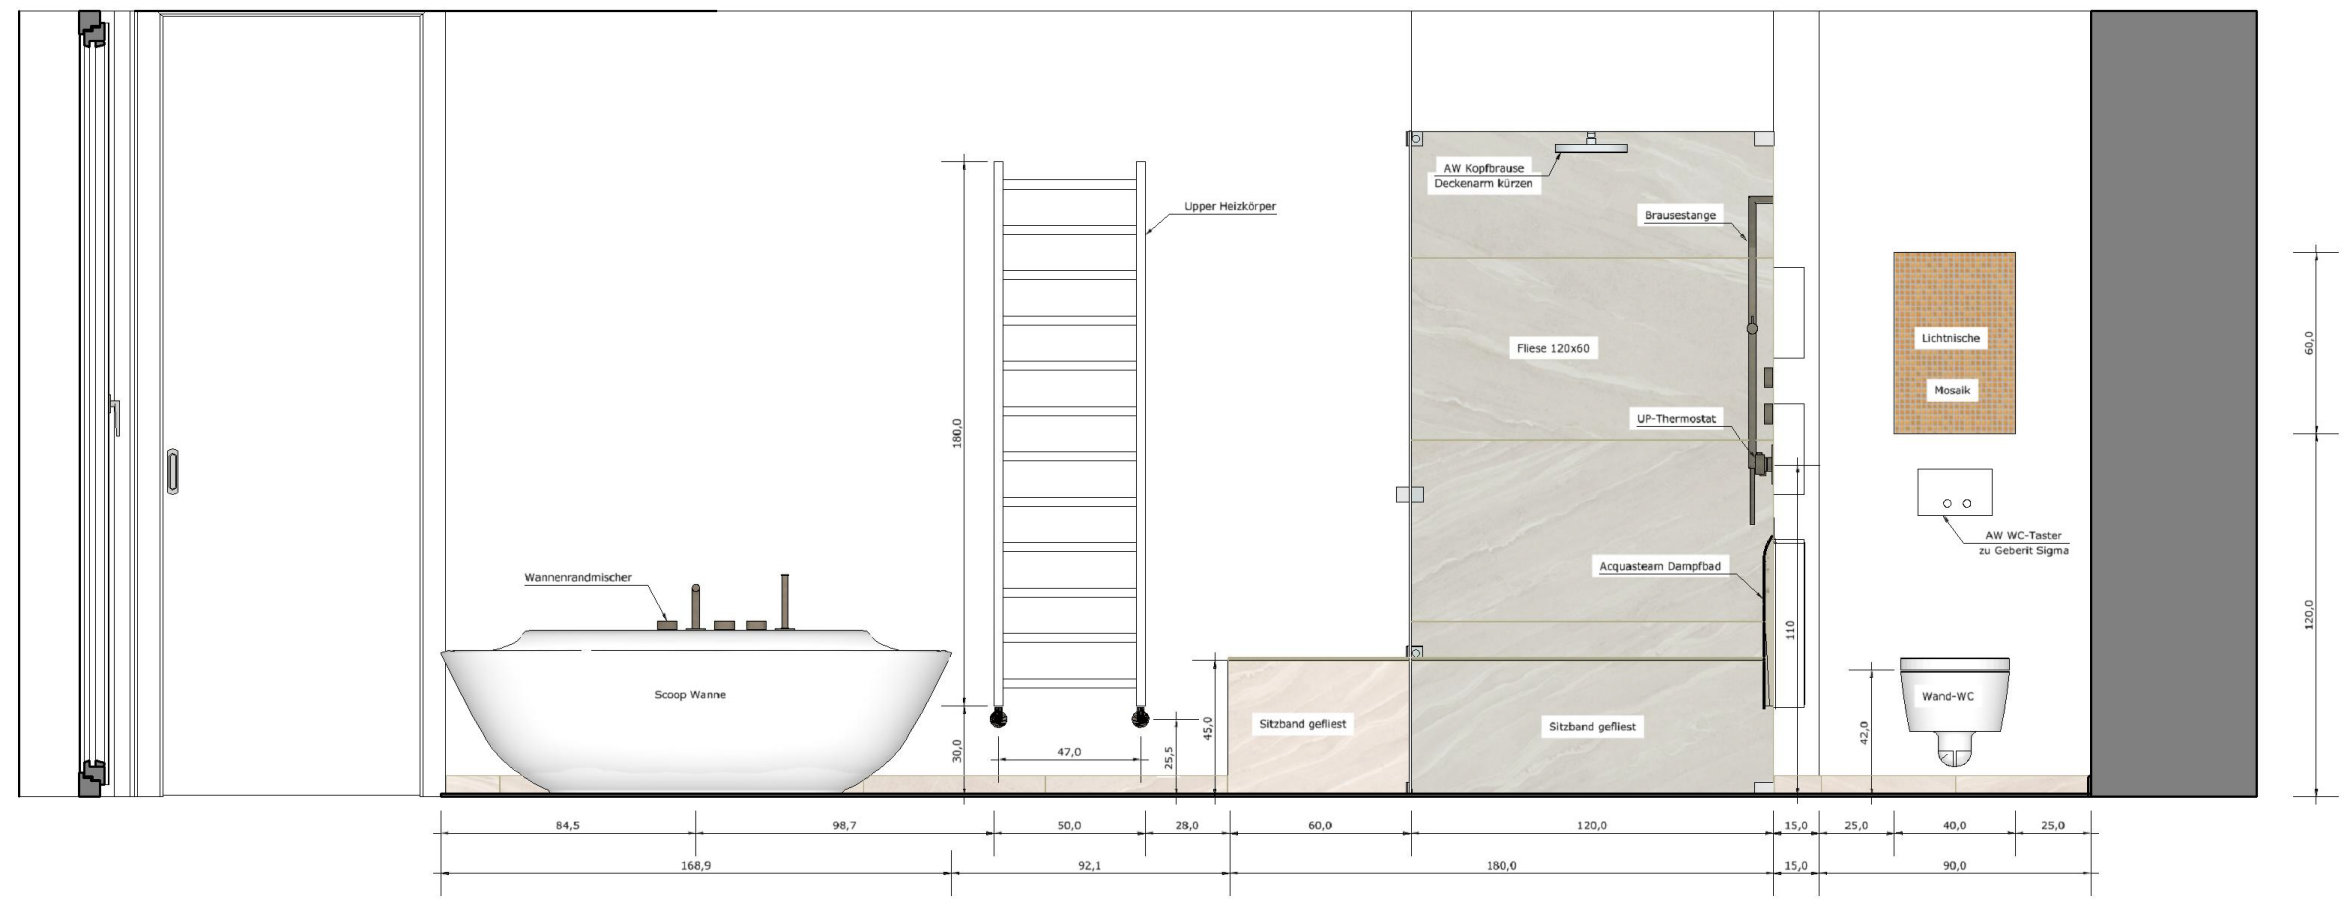 AW Kopfbrause
Deckenarm kürzen
Upper Heizkörper
Brausestange
Fliese 120x60
Lichtnische
Mosaik
60,0
UP-Thermostat
180,0
AW WC-Taster
zu Geberit Sigma
Acquasteam Dampfbad
Wannenrandmischer
110
120,0
Scoop Wanne
Wand-WC
Sitzband gefliest
Sitzband gefliest
30,0
47,0
25,5
45,0
42,0
84,5
98,7
50,0
28,0
60,0
120,0
15,0
25,0
40,0
25,0
168,9
92,1
180,0
15,0
90,0